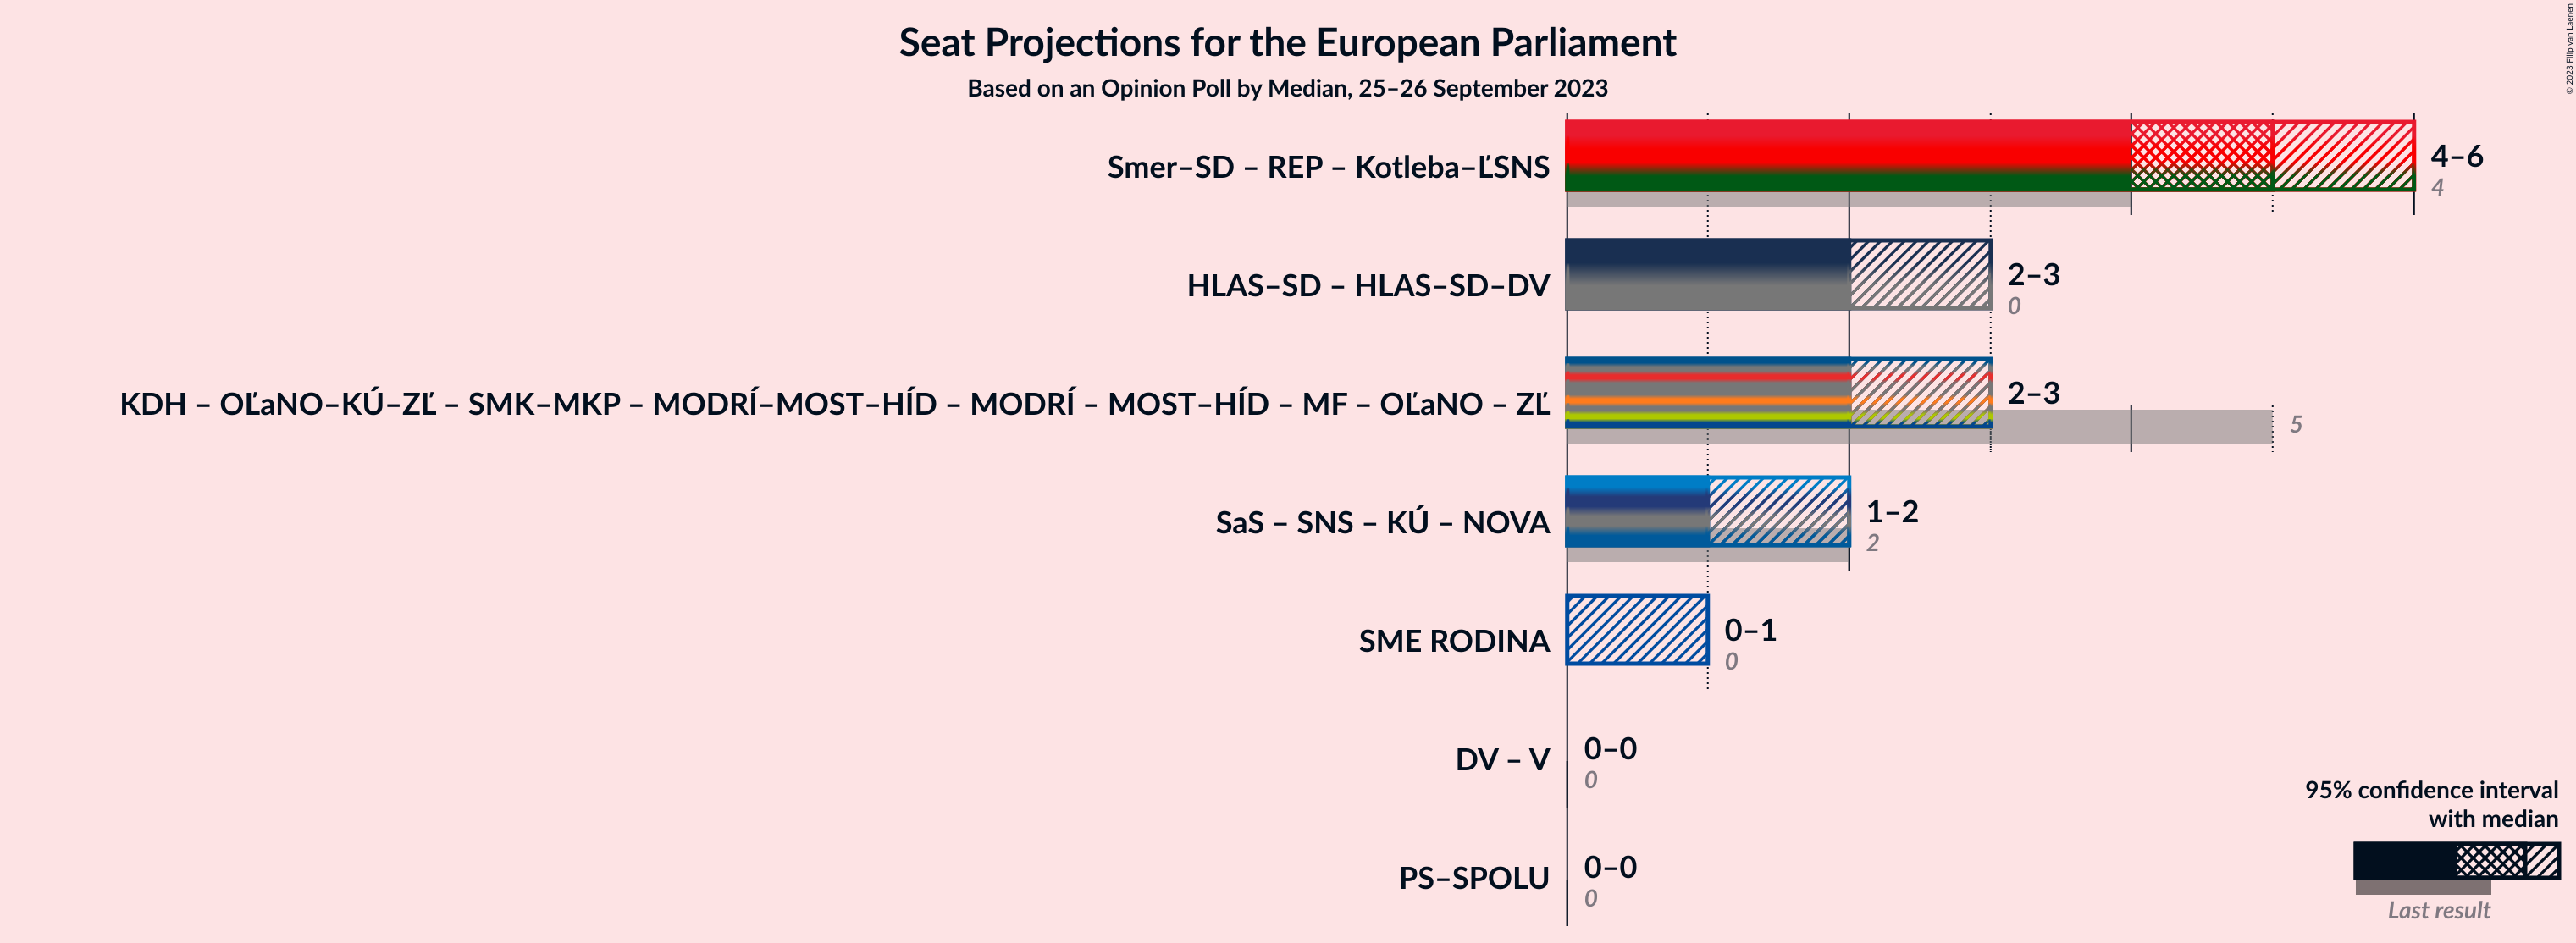 Seat Projections for the European Parliament
Based on an Opinion Poll by Median, 25–26 September 2023
© 2023 Filip van Laenen
Smer–SD – REP – Kotleba–ĽSNS
4–6
4
HLAS–SD – HLAS–SD–DV
2–3
0
KDH – OĽaNO–KÚ–ZĽ – SMK–MKP – MODRÍ–MOST–HÍD – MODRÍ – MOST–HÍD – MF – OĽaNO – ZĽ
2–3
5
SaS – SNS – KÚ – NOVA
1–2
2
SME RODINA
0–1
0
DV – V
0–0
0
PS–SPOLU
0–0
0
95% confidence interval
with median
Last result